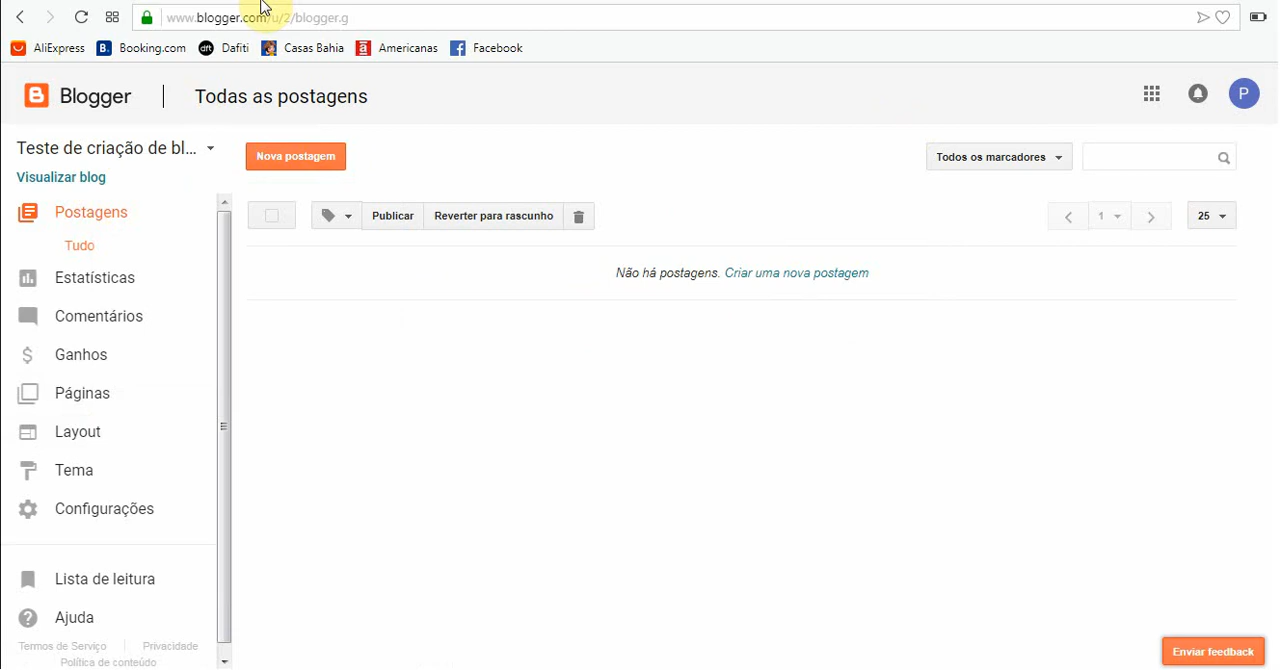 www.blogger.com/u/2/blogger.g
AliExpress B. Booking.com dft Dafiti Casas Bahia a Americanas f Facebook
Blogger Todas as postagens P
Teste de criação de bl...
Nova postagem Todos os marcadores
Visualizar blog
Postagens
Publicar Reverter para rascunho 1 25
Tudo
Não há postagens. Criar uma nova postagem
Estatísticas
Comentários
Ganhos
Páginas
Layout
Tema
Configurações
Lista de leitura
Ajuda
Termos de Serviço Privacidade
Política de conteúdo
Enviar feedback